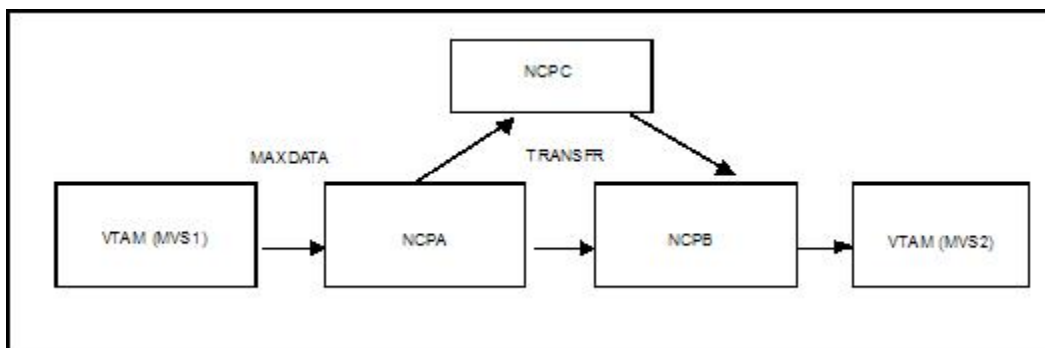 NCPC
MAXDATA
TRANSFR
VTAM (MVS1)
NCPA
NCPB
VTAM (MVS2)